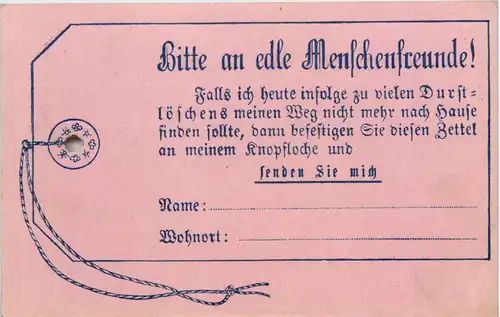 Bitte an edle Menschenfreunde!
Falls ich heute infolge zu vielen Durst-
löschens meinen Weg nicht mehr nach Hause
finden sollte, dann befestigen Sie diesen Zettel
an meinem Knopfloche und
senden Sie mich
Name:
Wohnort: